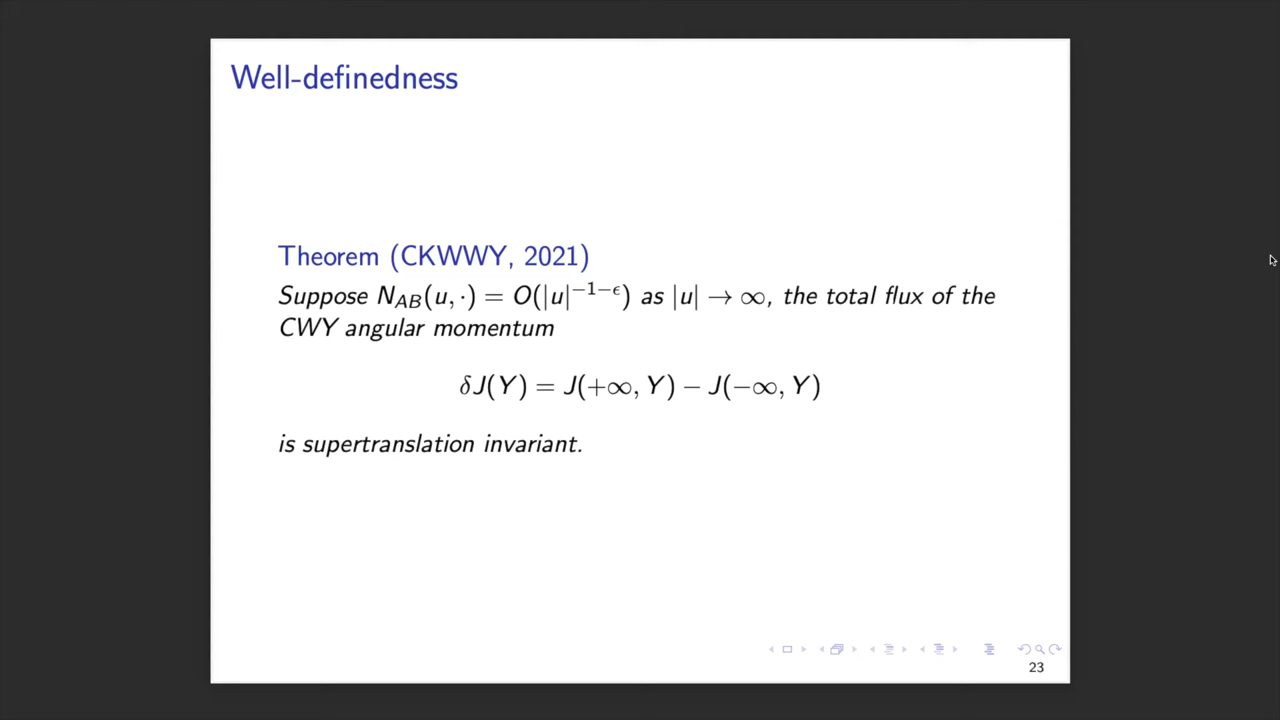 Well-definedness
Theorem (CKWWY, 2021)
Suppose N_{AB}(u, ·) = O(|u|^{-1-ϵ}) as |u| → ∞, the total flux of the
CWY angular momentum
δJ(Y) = J(+∞, Y) − J(−∞, Y)
is supertranslation invariant.
23